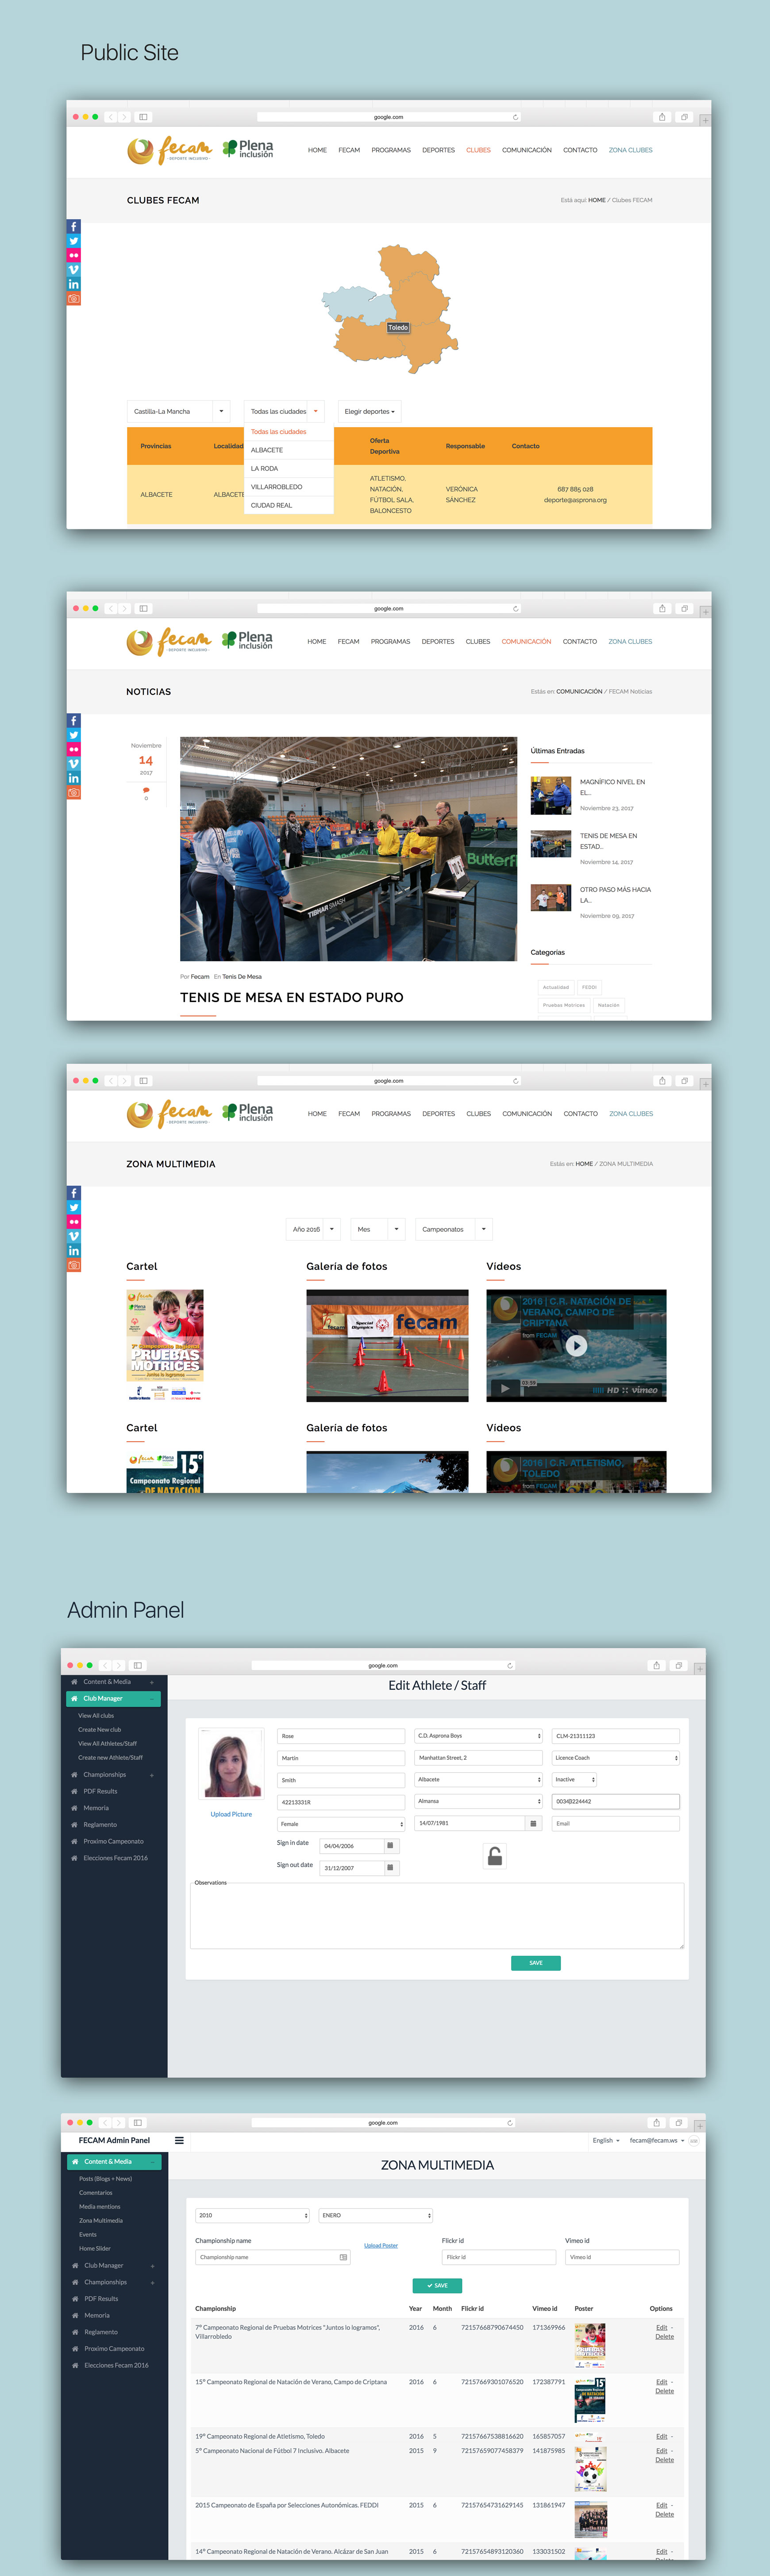 Public Site
google.com
fecam
DEPORTE INCLUSIVO
Plena
inclusión
HOME FECAM PROGRAMAS DEPORTES CLUBES COMUNICACIÓN CONTACTO ZONA CLUBES
CLUBES FECAM
Está aquí: HOME / Clubes FECAM
Toledo
Castilla-La Mancha
Todas las ciudades
Elegir deportes
Todas las ciudades
ALBACETE
LA RODA
VILLARROBLEDO
CIUDAD REAL
Provincias Localidad Oferta Deportiva Responsable Contacto
ALBACETE ALBACETE
ATLETISMO,
NATACIÓN,
FÚTBOL SALA,
BALONCESTO
VERÓNICA
SÁNCHEZ
687 885 028
deporte@asprona.org
google.com
fecam
DEPORTE INCLUSIVO
Plena
inclusión
HOME FECAM PROGRAMAS DEPORTES CLUBES COMUNICACIÓN CONTACTO ZONA CLUBES
NOTICIAS
Estás en: COMUNICACIÓN / FECAM Noticias
Noviembre
14
2017
0
TIBHAR SMASH
Butterf
Por Fecam En Tenis De Mesa
TENIS DE MESA EN ESTADO PURO
Últimas Entradas
MAGNÍFICO NIVEL EN
EL...
Noviembre 23, 2017
TENIS DE MESA EN
ESTAD...
Noviembre 14, 2017
OTRO PASO MÁS HACIA
LA...
Noviembre 09, 2017
Categorías
Actualidad FEDDI
Pruebas Motrices Natación
google.com
fecam
DEPORTE INCLUSIVO
Plena
inclusión
HOME FECAM PROGRAMAS DEPORTES CLUBES COMUNICACIÓN CONTACTO ZONA CLUBES
ZONA MULTIMEDIA
Estás en: HOME / ZONA MULTIMEDIA
Año 2016
Mes
Campeonatos
Cartel
Galería de fotos
Vídeos
fecam
Plena
PRUEBAS
MOTRICES
Juntos lo logramos
fecam
Special
Olympics
fecam
2016 | C.R. NATACIÓN DE
VERANO, CAMPO DE
CRIPTANA
from FECAM
03:59
HD vimeo
Cartel
Galería de fotos
Vídeos
15º
Campeonato Regional
DE NATACIÓN
2016 | C.R. ATLETISMO,
TOLEDO
from FECAM
Admin Panel
google.com
Content & Media +
Club Manager −
View All clubs
Create New club
View All Athletes/Staff
Create new Athlete/Staff
Championships +
PDF Results
Memoria
Reglamento
Proximo Campeonato
Elecciones Fecam 2016
Edit Athlete / Staff
Upload Picture
Rose
C.D. Asprona Boys
CLM-21311123
Martin
Manhattan Street, 2
Licence Coach
Smith
Albacete
Inactive
42213331R
Almansa
0034B224442
Female
14/07/1981
Email
Sign in date 04/04/2006
Sign out date 31/12/2007
Observations
SAVE
google.com
FECAM Admin Panel
English
fecam@fecam.ws
Content & Media −
Posts (Blogs + News)
Comentarios
Media mentions
Zona Multimedia
Events
Home Slider
Club Manager +
Championships +
PDF Results
Memoria
Reglamento
Proximo Campeonato
Elecciones Fecam 2016
ZONA MULTIMEDIA
2010
ENERO
Championship name
Championship name
Upload Poster
Flickr id
Flickr id
Vimeo id
Vimeo id
SAVE
Championship Year Month Flickr id Vimeo id Poster Options
7º Campeonato Regional de Pruebas Motrices "Juntos lo logramos",
Villarrobledo
2016 6 72157668790674450 171369966 Edit -
Delete
15º Campeonato Regional de Natación de Verano, Campo de Criptana 2016 6 72157669301076520 172387791 Edit -
Delete
19º Campeonato Regional de Atletismo, Toledo 2016 5 72157667538816620 165857057 Edit -
5º Campeonato Nacional de Fútbol 7 Inclusivo. Albacete 2015 9 72157659077458379 141875985 Edit -
Delete
2015 Campeonato de España por Selecciones Autonómicas. FEDDI 2015 6 72157654731629145 131861947 Edit -
Delete
14º Campeonato Regional de Natación de Verano. Alcázar de San Juan 2015 6 72157654893120360 133031502 Edit -